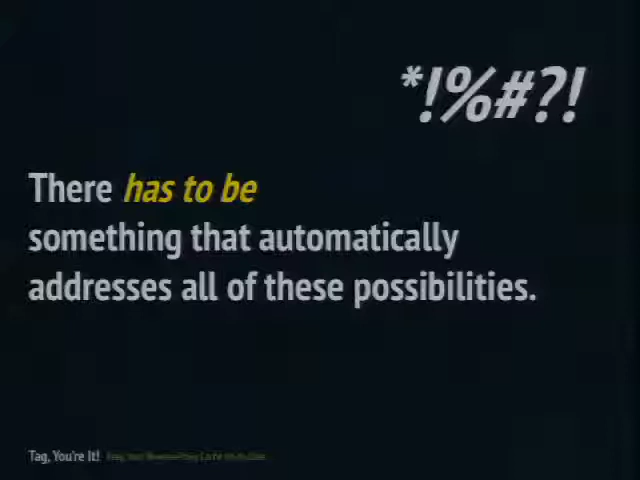 *!%#?!
There has to be
something that automatically
addresses all of these possibilities.
Tag, You're It!